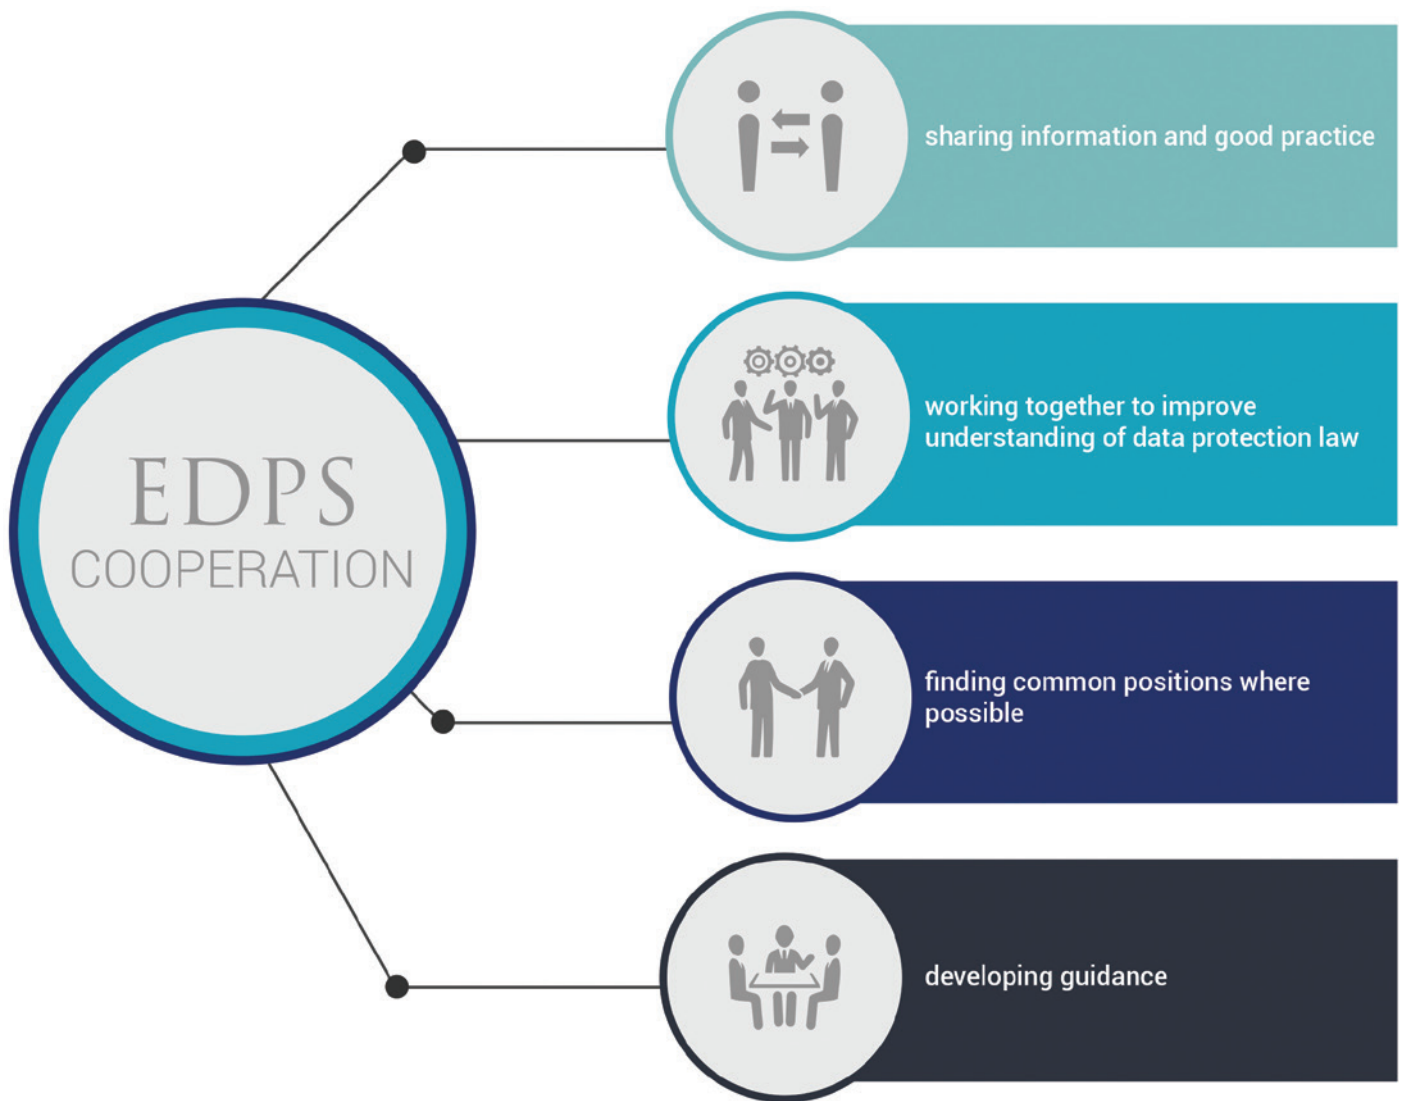 sharing information and good practice
working together to improve
understanding of data protection law
EDPS
COOPERATION
finding common positions where
possible
developing guidance